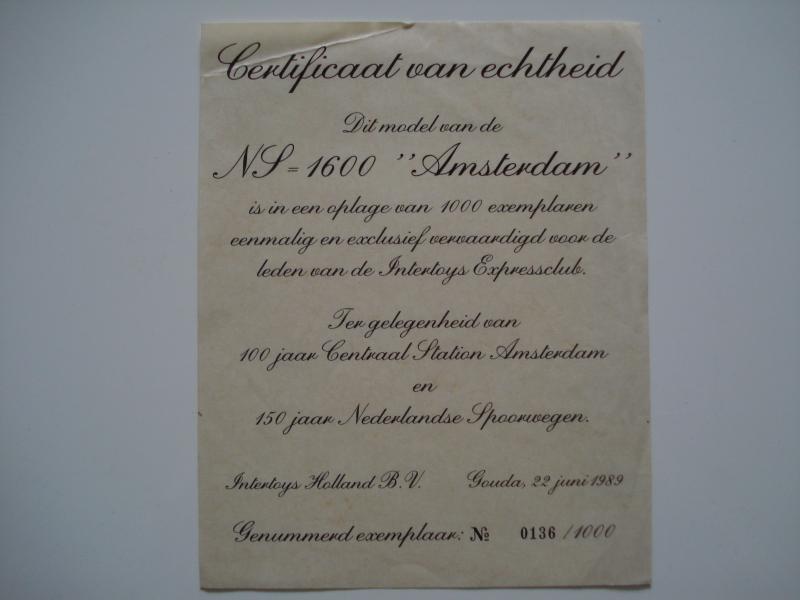 Certificaat van echtheid
Dit model van de
NS=1600 "Amsterdam"
is in een oplage van 1000 exemplaren
eenmalig en exclusief vervaardigd voor de
leden van de Intertoys Expressclub.
Ter gelegenheid van
100 jaar Centraal Station Amsterdam
en
150 jaar Nederlandse Spoorwegen.
Intertoys Holland B.V. Gouda, 22 juni 1989
Genummerd exemplaar: № 0136 /1000